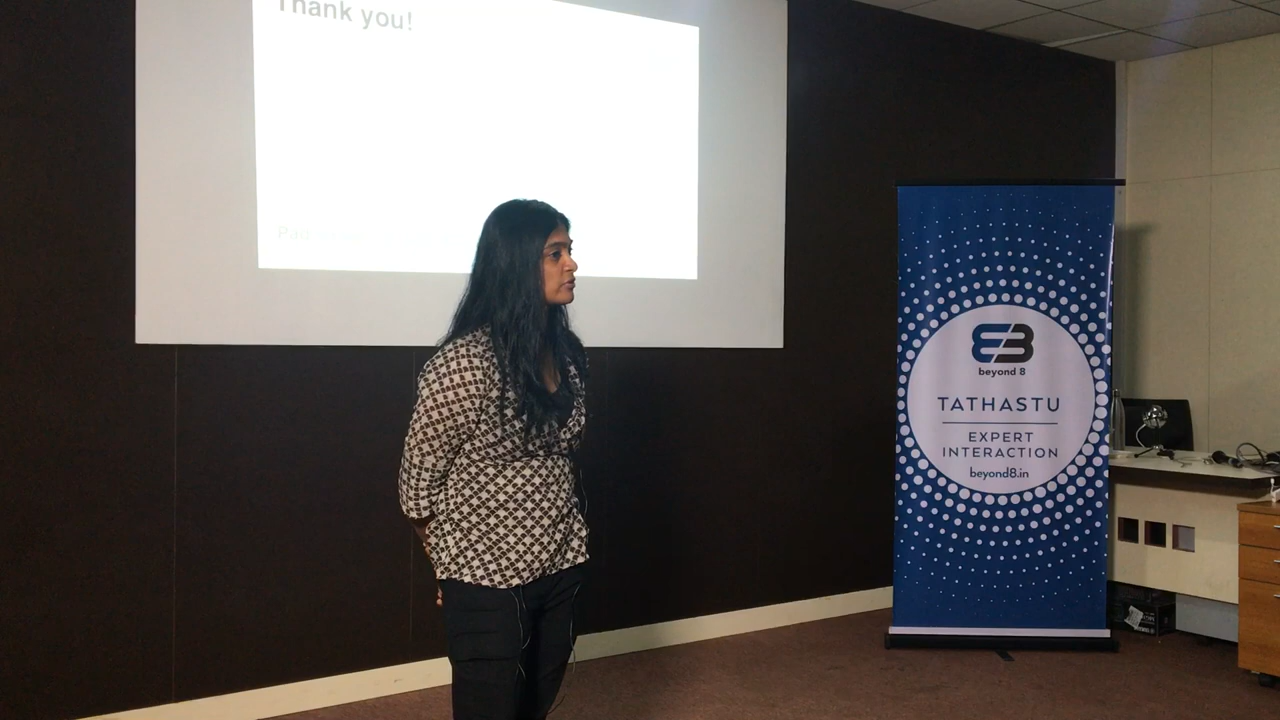 Thank you!
beyond 8
TATHASTU
EXPERT
INTERACTION
beyond8.in